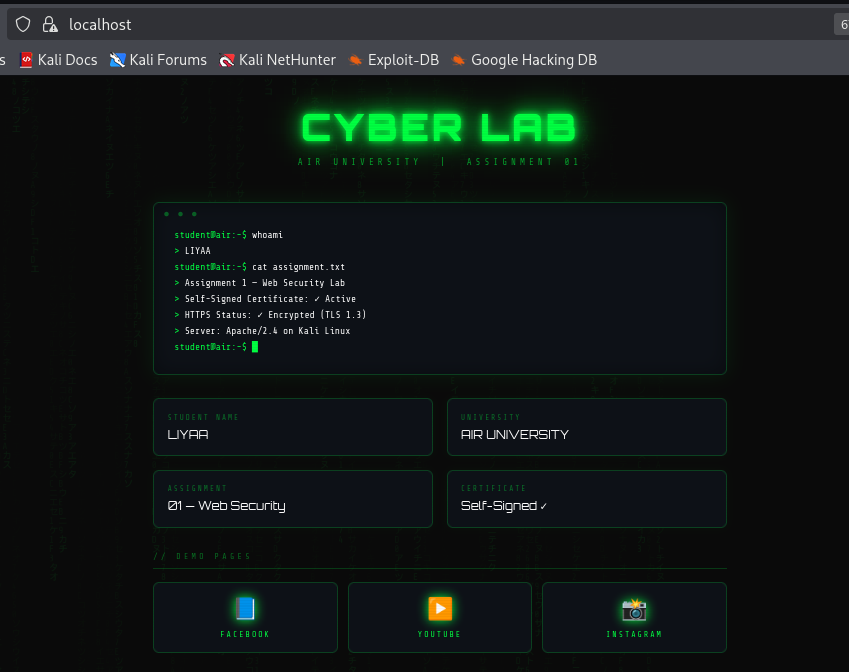 localhost
Kali Docs Kali Forums Kali NetHunter Exploit-DB Google Hacking DB
CYBER LAB
AIR UNIVERSITY | ASSIGNMENT 01
student@air:~$ whoami
> LIYAA
student@air:~$ cat assignment.txt
> Assignment 1 — Web Security Lab
> Self-Signed Certificate: ✓ Active
> HTTPS Status: ✓ Encrypted (TLS 1.3)
> Server: Apache/2.4 on Kali Linux
student@air:~$
STUDENT NAME
LIYAA
UNIVERSITY
AIR UNIVERSITY
ASSIGNMENT
01 — Web Security
CERTIFICATE
Self-Signed ✓
// DEMO PAGES
FACEBOOK
YOUTUBE
INSTAGRAM